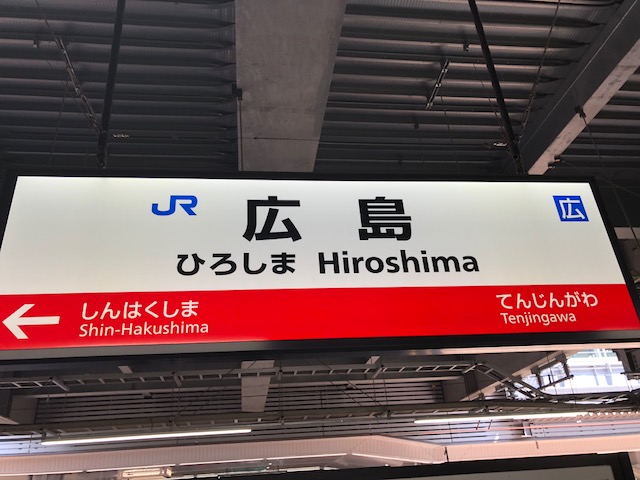 JR 広島 広
ひろしま Hiroshima
← しんはくしま てんじんがわ
Shin-Hakushima Tenjingawa